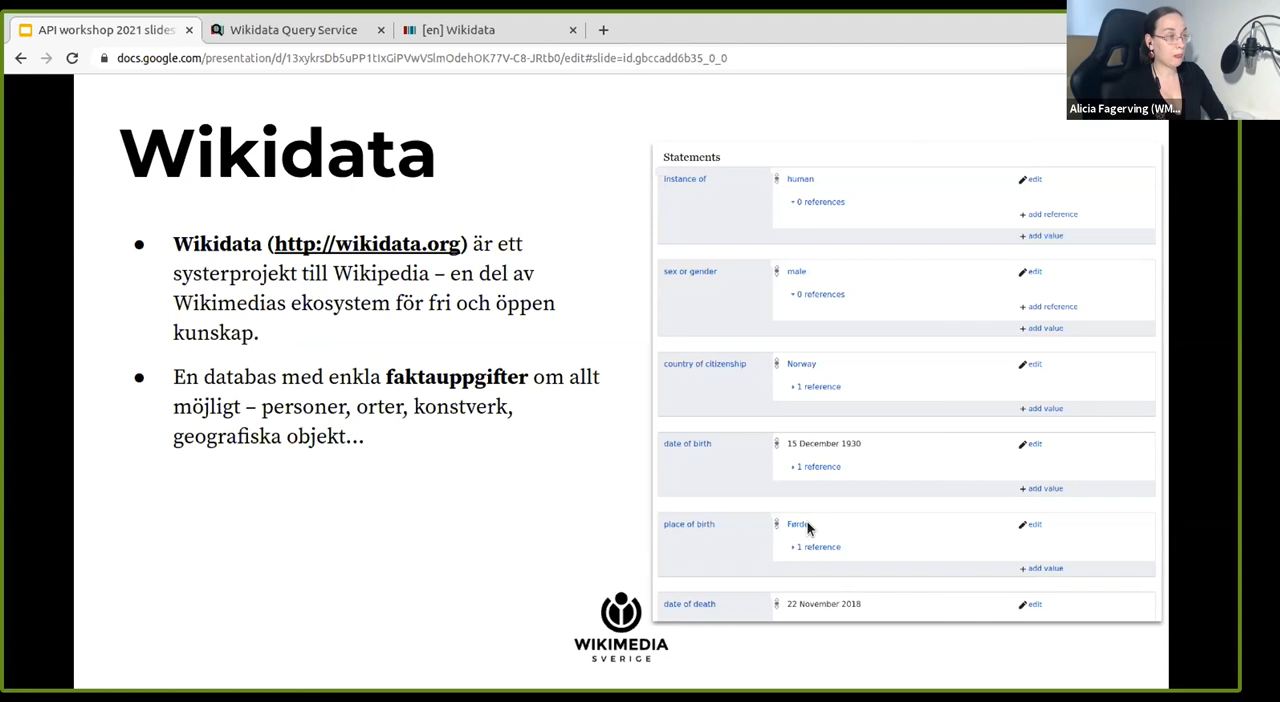 API workshop 2021 slides
Wikidata Query Service
[en] Wikidata
docs.google.com/presentation/d/13xykrsDb5uPP1tIxGiPVwVSlmOdehOK77V-C8-JRtb0/edit#slide=id.gbccadd6b35_0_0
Alicia Fagerving (WM...
Wikidata
● Wikidata (http://wikidata.org) är ett
systerprojekt till Wikipedia – en del av
Wikimedias ekosystem för fri och öppen
kunskap.
● En databas med enkla faktauppgifter om allt
möjligt – personer, orter, konstverk,
geografiska objekt...
Statements
instance of
human
edit
0 references
+ add reference
+ add value
sex or gender
male
edit
0 references
+ add reference
+ add value
country of citizenship
Norway
edit
1 reference
+ add value
date of birth
15 December 1930
edit
1 reference
+ add value
place of birth
edit
1 reference
+ add value
date of death
22 November 2018
edit
WIKIMEDIA
SVERIGE